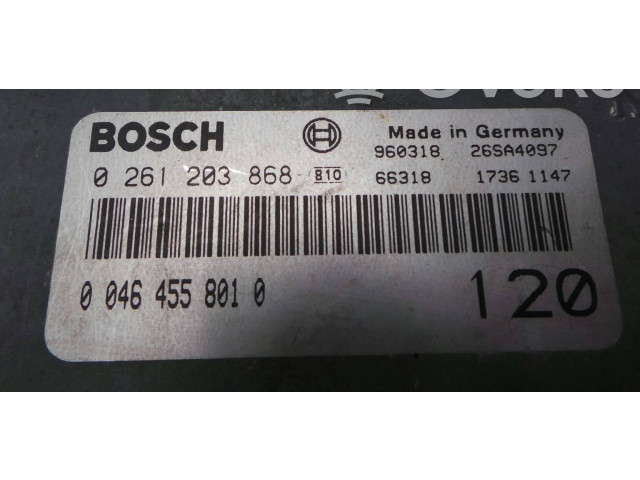 BOSCH Made in Germany
960318 26SA4097
0 261 203 868 810 66318 1736 1147
0 046 455 801 0 120